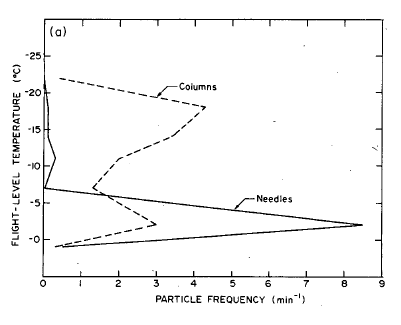 (a)
-25
-20
-15
-10
-5
-0
FLIGHT-LEVEL TEMPERATURE (°C)
Columns
Needles
0 1 2 3 4 5 6 7 8 9
PARTICLE FREQUENCY (min⁻¹)